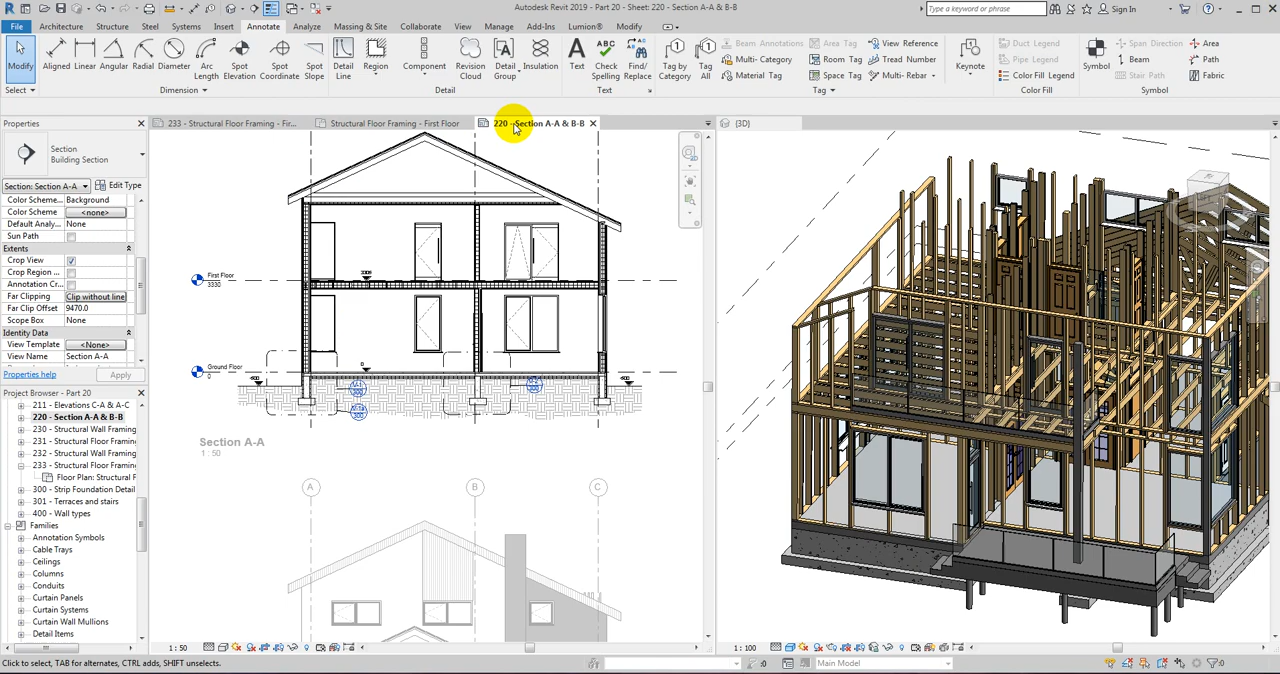 Autodesk Revit 2019 - Part 20 - Sheet: 220 - Section A-A & B-B
Type a keyword or phrase
Sign In
File Architecture Structure Steel Systems Insert Annotate Analyze Massing & Site Collaborate View Manage Add-Ins Lumion® Modify
Modify
Aligned Linear Angular Radial Diameter Arc Length Spot Elevation Spot Coordinate Spot Slope
Detail Line Region Component Revision Cloud Detail Group Insulation
Text Check Spelling Find/ Replace
Tag by Category Tag All
Beam Annotations Area Tag View Reference
Multi-Category Room Tag Tread Number
Material Tag Space Tag Multi-Rebar
Keynote
Duct Legend
Pipe Legend
Color Fill Legend
Symbol
Span Direction Area
Beam Path
Stair Path Fabric
Select Dimension Detail Text Tag Color Fill Symbol
Properties
233 - Structural Floor Framing - Fir...
Structural Floor Framing - First Floor
220 - Section A-A & B-B
{3D}
Section
Building Section
Section: Section A-A
Edit Type
Color Scheme... Background
Color Scheme <none>
Default Analy... None
Sun Path
Extents
Crop View
Crop Region ...
Annotation Cr...
Far Clipping Clip without line
Far Clip Offset 9470.0
Scope Box None
Identity Data
View Template <None>
View Name Section A-A
Properties help
Apply
Project Browser - Part 20
211 - Elevations C-A & A-C
220 - Section A-A & B-B
230 - Structural Wall Framing
231 - Structural Floor Framing
232 - Structural Wall Framing
233 - Structural Floor Framing
Floor Plan: Structural F
300 - Strip Foundation Detail
301 - Terraces and stairs
400 - Wall types
Families
Annotation Symbols
Cable Trays
Ceilings
Columns
Conduits
Curtain Panels
Curtain Systems
Curtain Wall Mullions
Detail Items
First Floor
3330
Ground Floor
0
Section A-A
1 : 50
A B C
1 : 50
1 : 100
Click to select, TAB for alternates, CTRL adds, SHIFT unselects.
:0
Main Model
:0